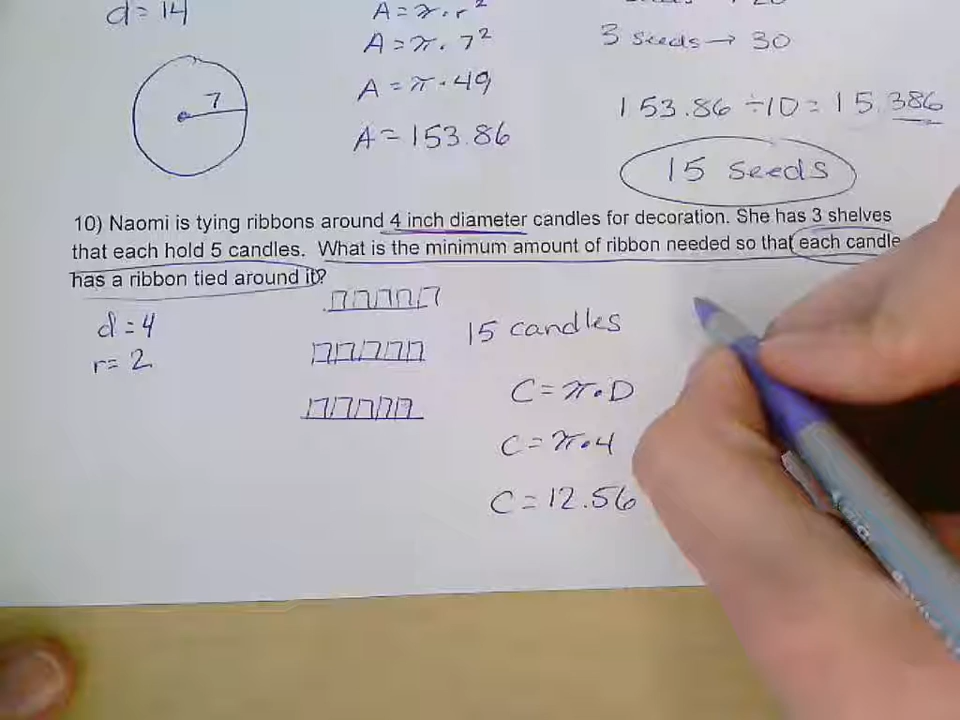 d = 14
A = π · r²
3 seeds → 30
A = π · 7²
7
A = π · 49
153.86 ÷ 10 = 15.386
A = 153.86
15 seeds
10) Naomi is tying ribbons around 4 inch diameter candles for decoration. She has 3 shelves
that each hold 5 candles. What is the minimum amount of ribbon needed so that each candle
has a ribbon tied around it?
d = 4
15 candles
r = 2
C = π · D
C = π · 4
C = 12.56